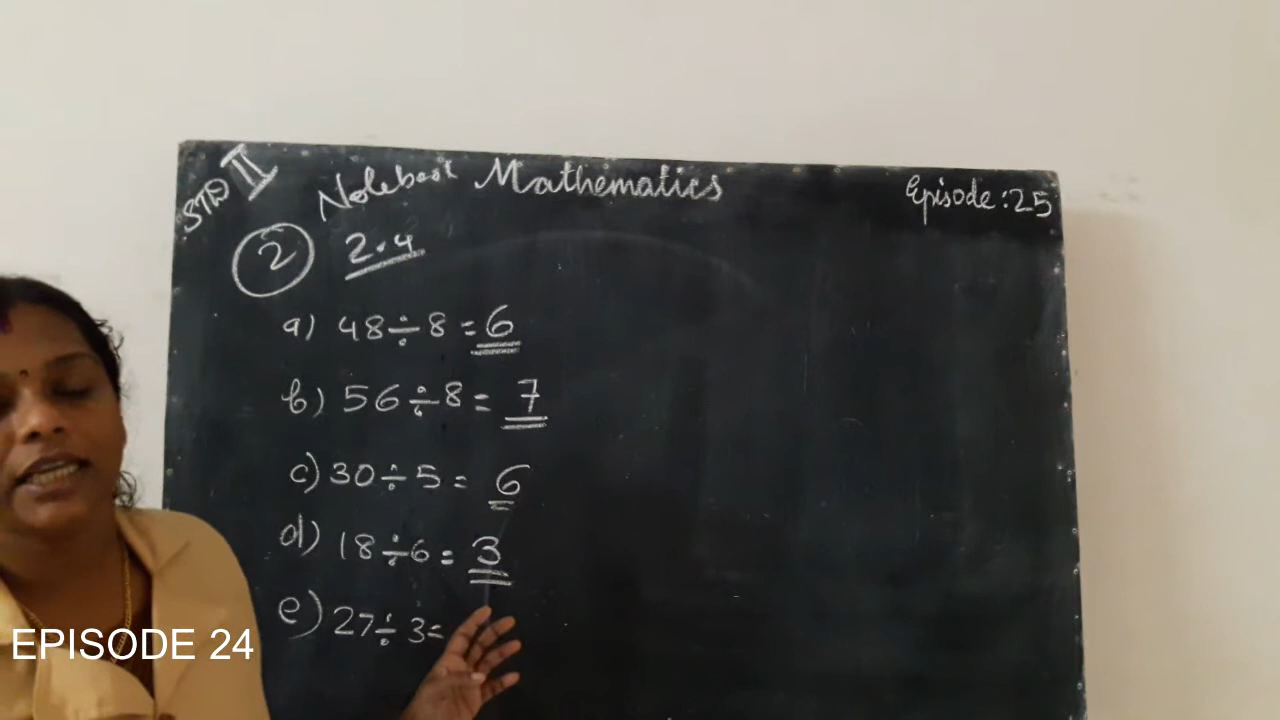 STD II
Notebook Mathematics
Episode:25
2 2.4
a) 48÷8=6
b) 56÷8= 7
c) 30÷5= 6
d) 18÷6= 3
e) 27÷3=
EPISODE 24